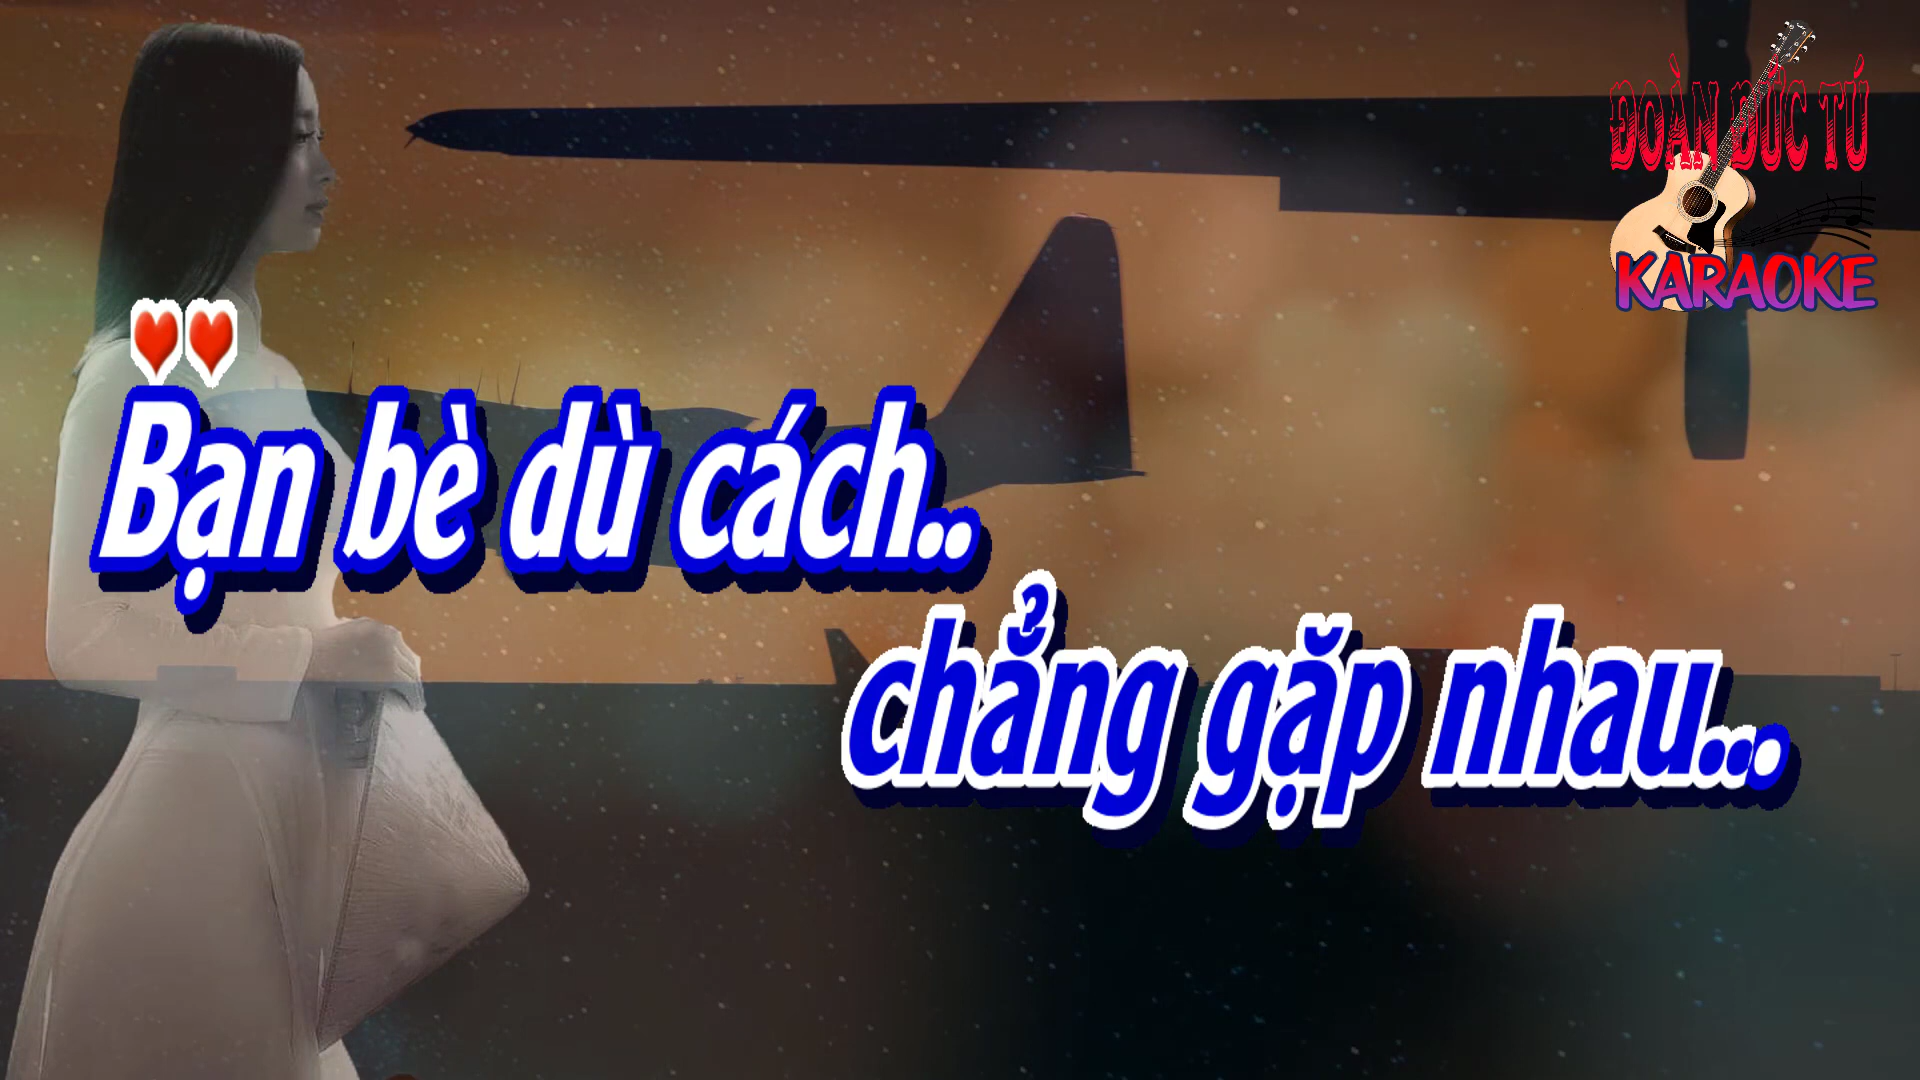 ĐOÀN ĐỨC TÚ
KARAOKE
Bạn bè dù cách..
chẳng gặp nhau...